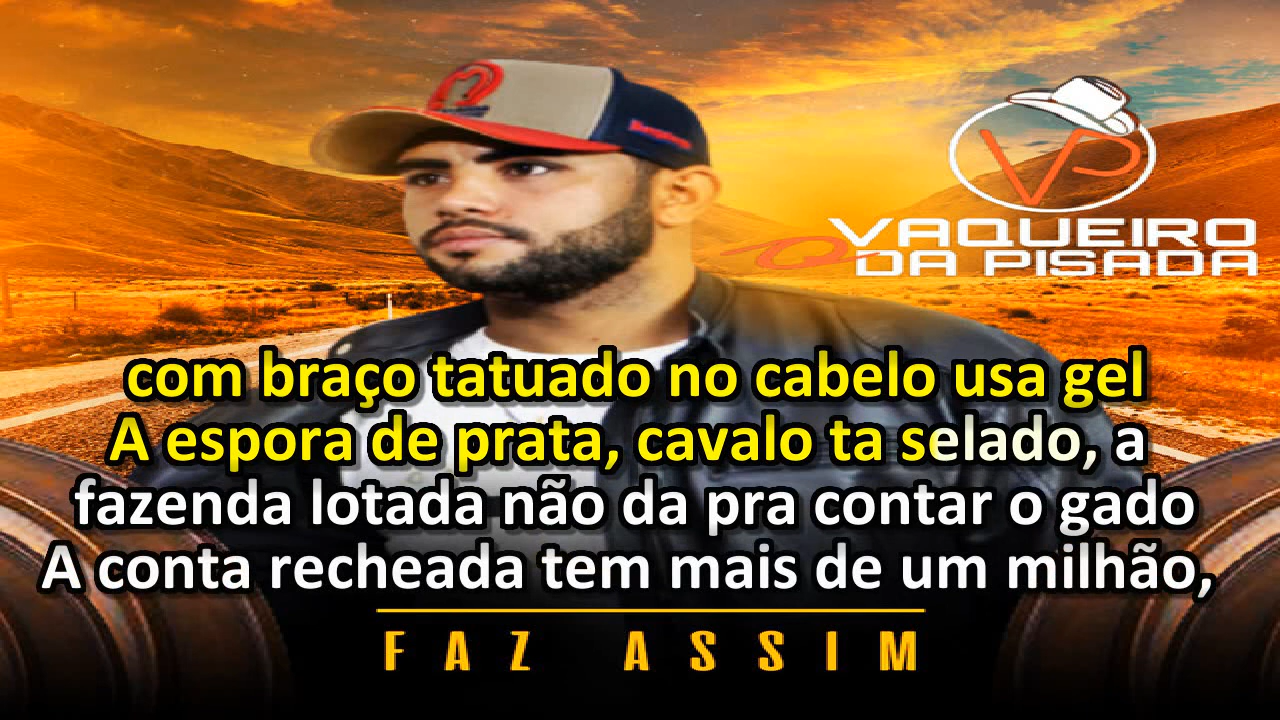 VP
O VAQUEIRO
DA PISADA
com braço tatuado no cabelo usa gel
A espora de prata, cavalo ta selado, a
fazenda lotada não da pra contar o gado
A conta recheada tem mais de um milhão,
FAZ ASSIM